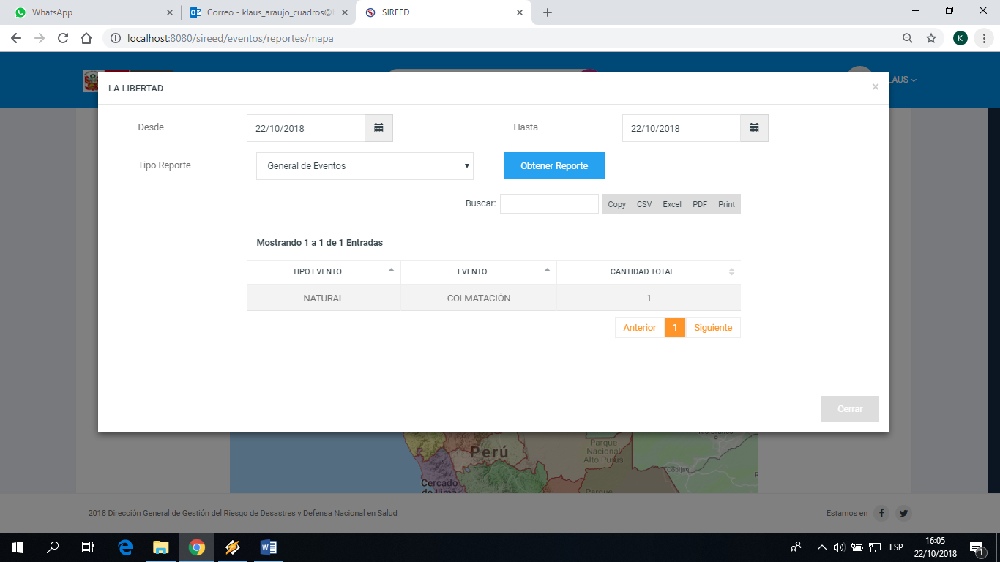 WhatsApp
Correo - klaus_araujo_cuadros@
SIREED
localhost:8080/sireed/eventos/reportes/mapa
K
LAUS
LA LIBERTAD
×
Desde 22/10/2018 Hasta 22/10/2018
Tipo Reporte General de Eventos Obtener Reporte
Buscar: Copy CSV Excel PDF Print
Mostrando 1 a 1 de 1 Entradas
TIPO EVENTO EVENTO CANTIDAD TOTAL
NATURAL COLMATACIÓN 1
Anterior 1 Siguiente
Cerrar
Perú
Parque
Nacional
Alto Purús
Cobija
Cercado
de Lima
Parque
2018 Dirección General de Gestión del Riesgo de Desastres y Defensa Nacional en Salud
Estamos en
ESP
16:05
22/10/2018
1